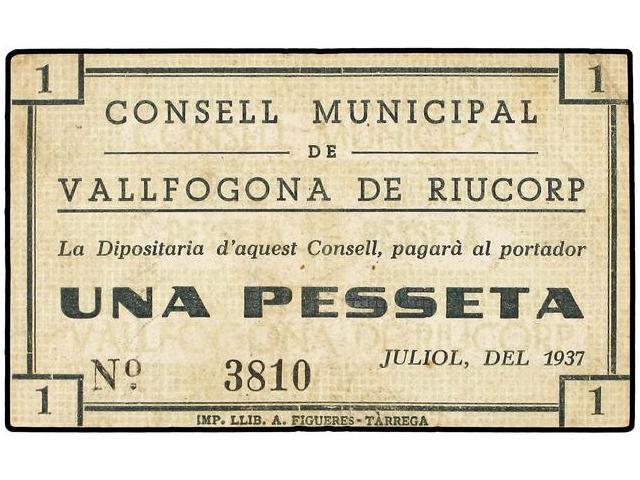 1 1
CONSELL MUNICIPAL
DE
VALLFOGONA DE RIUCORP
La Dipositaria d'aquest Consell, pagarà al portador
UNA PESSETA
JULIOL, DEL 1937
Nº. 3810
1 1
IMP. LLIB. A. FIGUERES - TÀRREGA